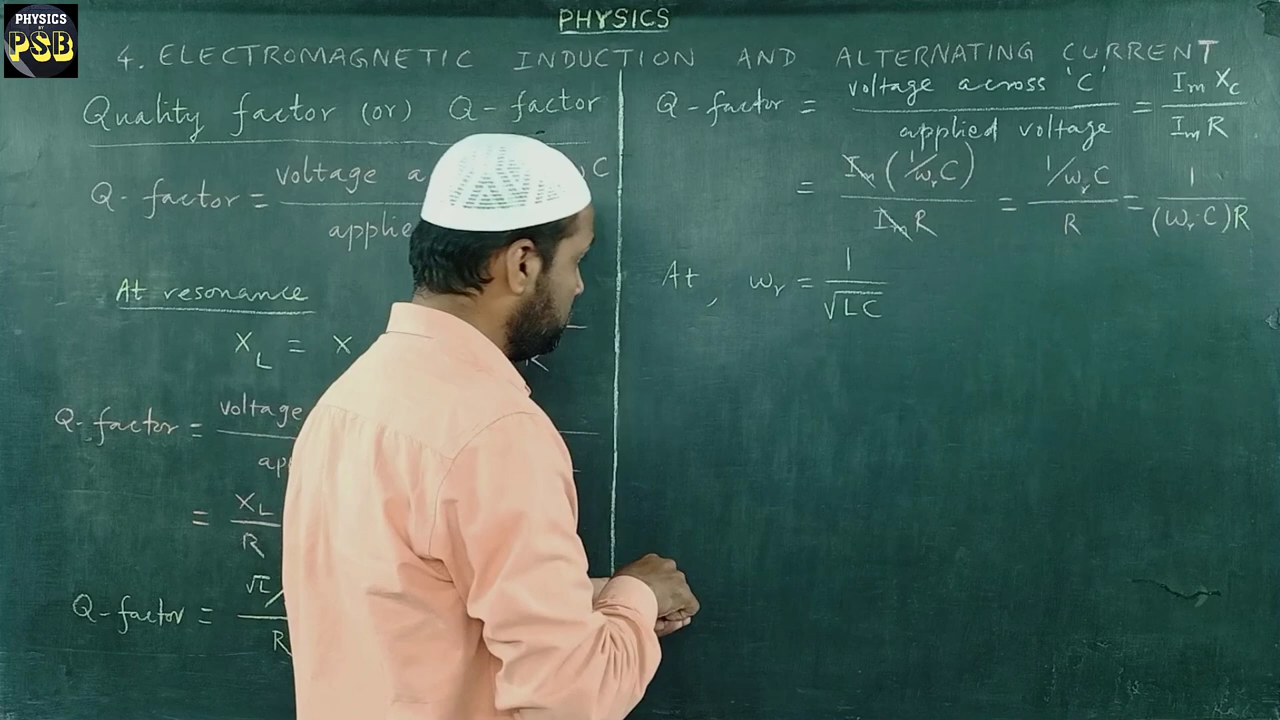 PHYSICS
BY
PSB
PHYSICS
4. ELECTROMAGNETIC INDUCTION AND ALTERNATING CURRENT
Quality factor (or) Q-factor
Q-factor = voltage a C
applie
At resonance
X_L = X
R
Q-factor = voltage
ap
= X_L / R
Q-factor = √L / R
Q-factor = voltage across 'C' / applied voltage = I_m X_C / I_m R
= I_m (1/ω_r C) / I_m R = 1/ω_r C / R = 1 / (ω_r C)R
At , ω_r = 1 / √LC